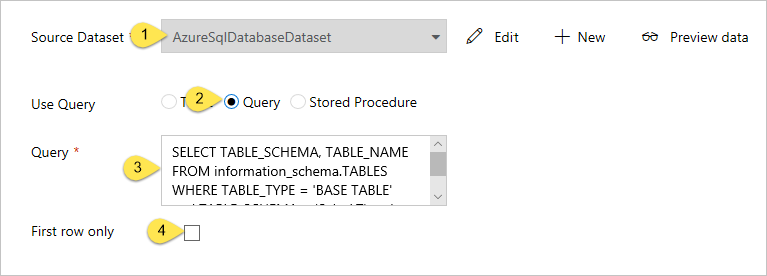 Source Dataset * 1 AzureSqlDatabaseDataset Edit New Preview data
Use Query 2 Query Stored Procedure
Query * 3 SELECT TABLE_SCHEMA, TABLE_NAME
FROM information_schema.TABLES
WHERE TABLE_TYPE = 'BASE TABLE'
First row only 4